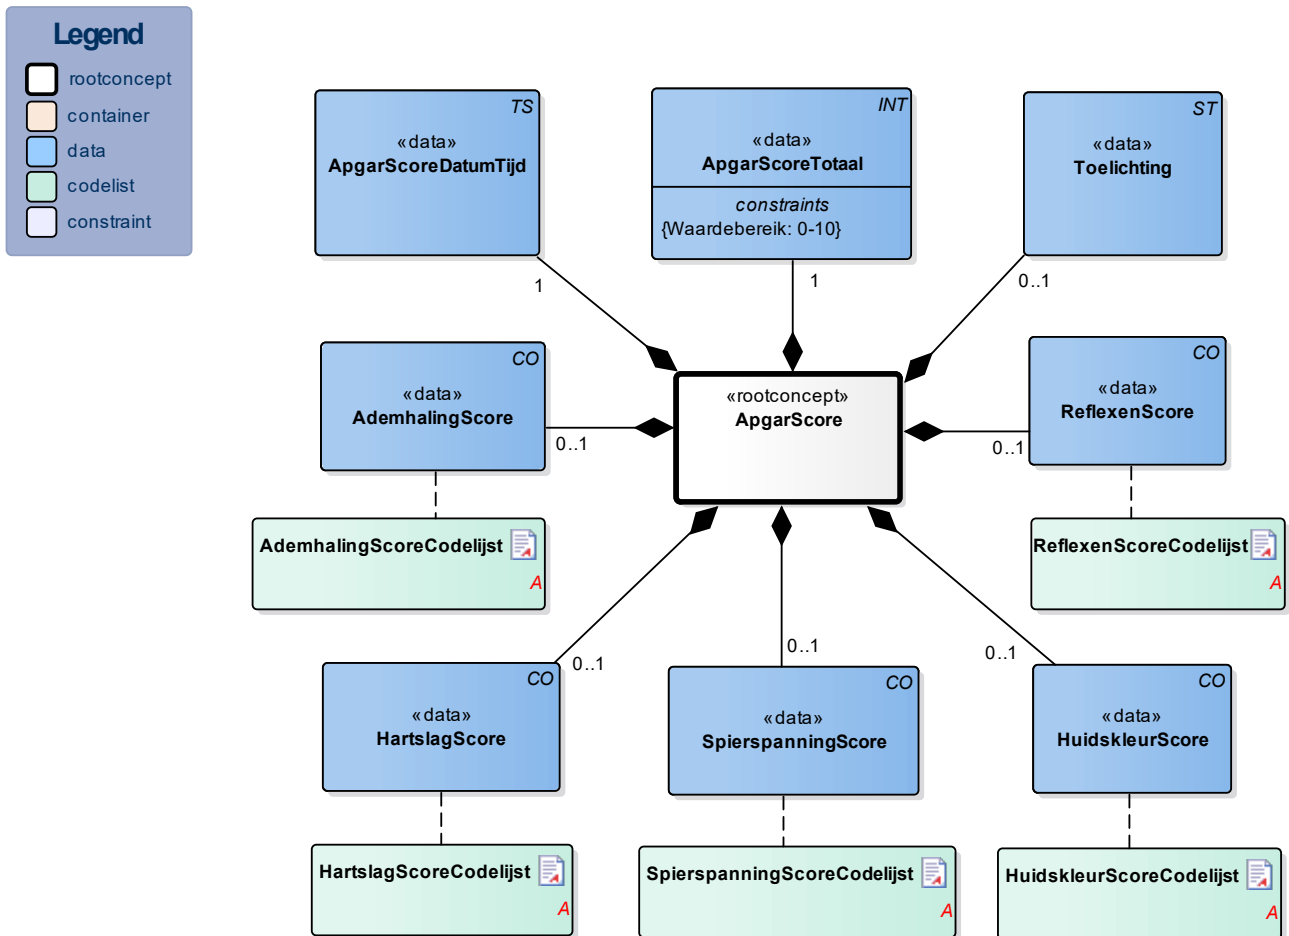 Legend
rootconcept
container
data
codelist
constraint
TS
«data»
ApgarScoreDatumTijd
1
INT
«data»
ApgarScoreTotaal
constraints
{Waardebereik: 0-10}
1
ST
«data»
Toelichting
0..1
CO
«data»
AdemhalingScore
0..1
«rootconcept»
ApgarScore
CO
«data»
ReflexenScore
0..1
AdemhalingScoreCodelijst
A
ReflexenScoreCodelijst
A
CO
«data»
HartslagScore
0..1
CO
«data»
SpierspanningScore
0..1
CO
«data»
HuidskleurScore
0..1
HartslagScoreCodelijst
A
SpierspanningScoreCodelijst
A
HuidskleurScoreCodelijst
A